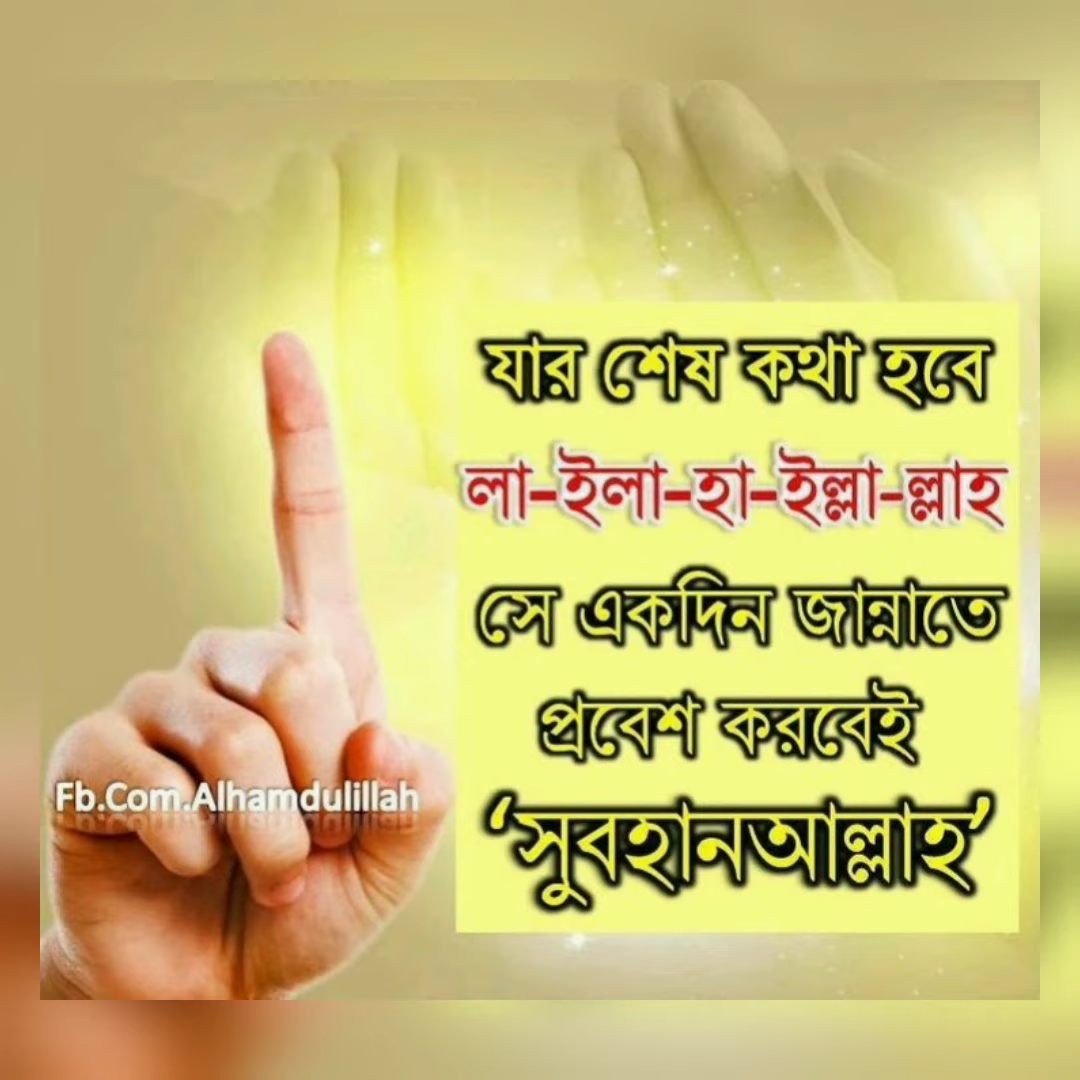 যার শেষ কথা হবে
লা-ইলা-হা-ইল্লা-ল্লাহ
সে একদিন জান্নাতে
প্রবেশ করবেই
‘সুবহানআল্লাহ’
Fb.Com.Alhamdulillah